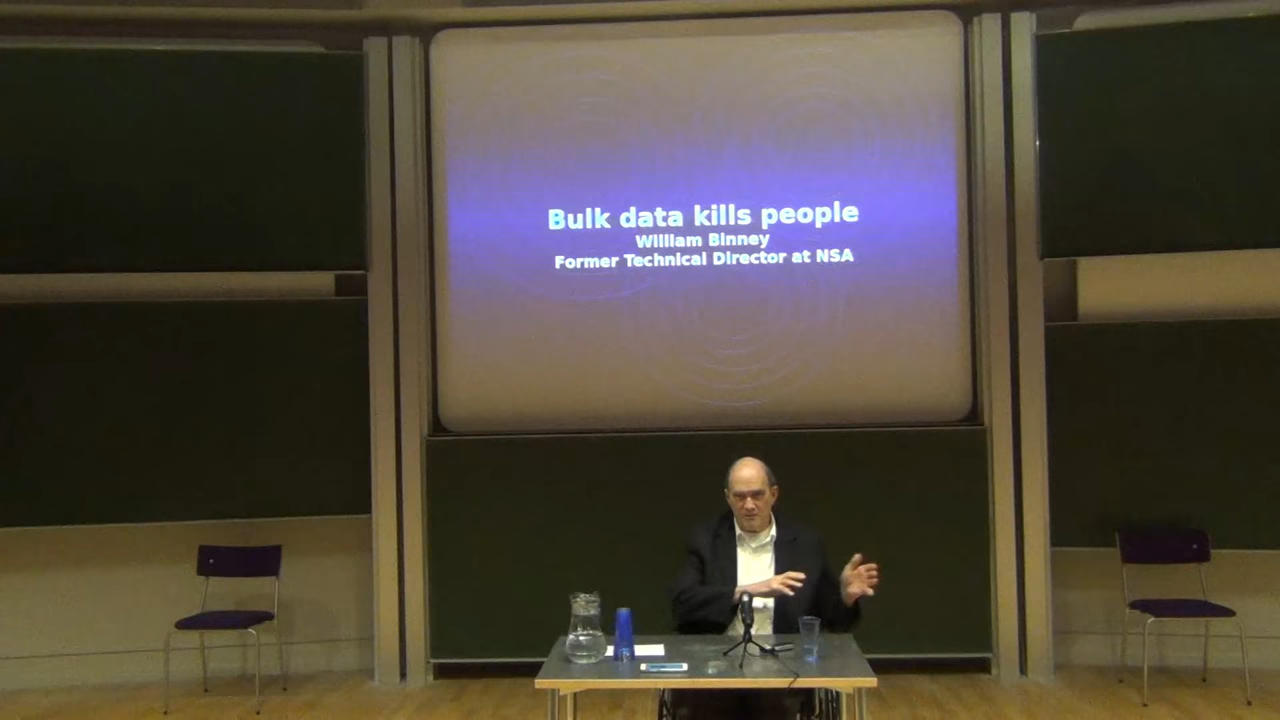 Bulk data kills people
William Binney
Former Technical Director at NSA